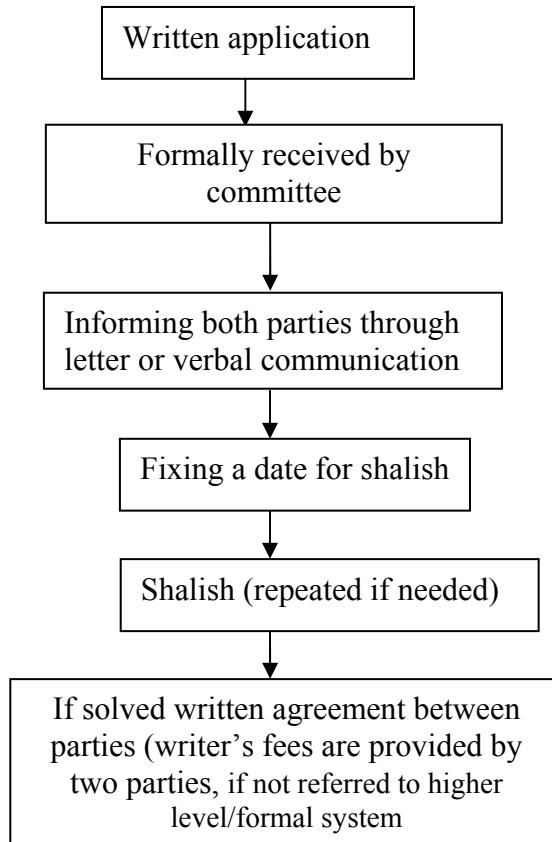 Written application
Formally received by
committee
Informing both parties through
letter or verbal communication
Fixing a date for shalish
Shalish (repeated if needed)
If solved written agreement between
parties (writer’s fees are provided by
two parties, if not referred to higher
level/formal system